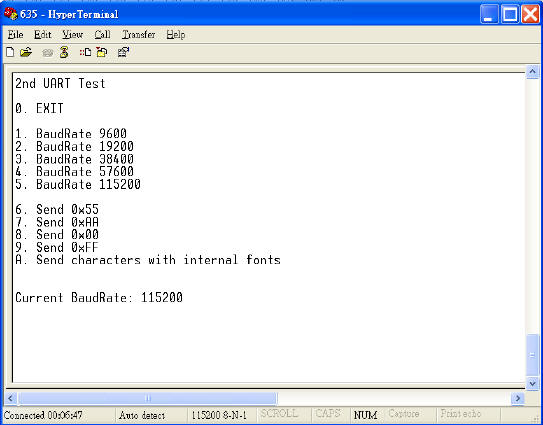 635 - HyperTerminal
File Edit View Call Transfer Help
2nd UART Test
0. EXIT
1. BaudRate 9600
2. BaudRate 19200
3. BaudRate 38400
4. BaudRate 57600
5. BaudRate 115200
6. Send 0x55
7. Send 0xAA
8. Send 0x00
9. Send 0xFF
A. Send characters with internal fonts
Current BaudRate: 115200
Connected 00:06:47 Auto detect 115200 8-N-1 SCROLL CAPS NUM Capture Print echo